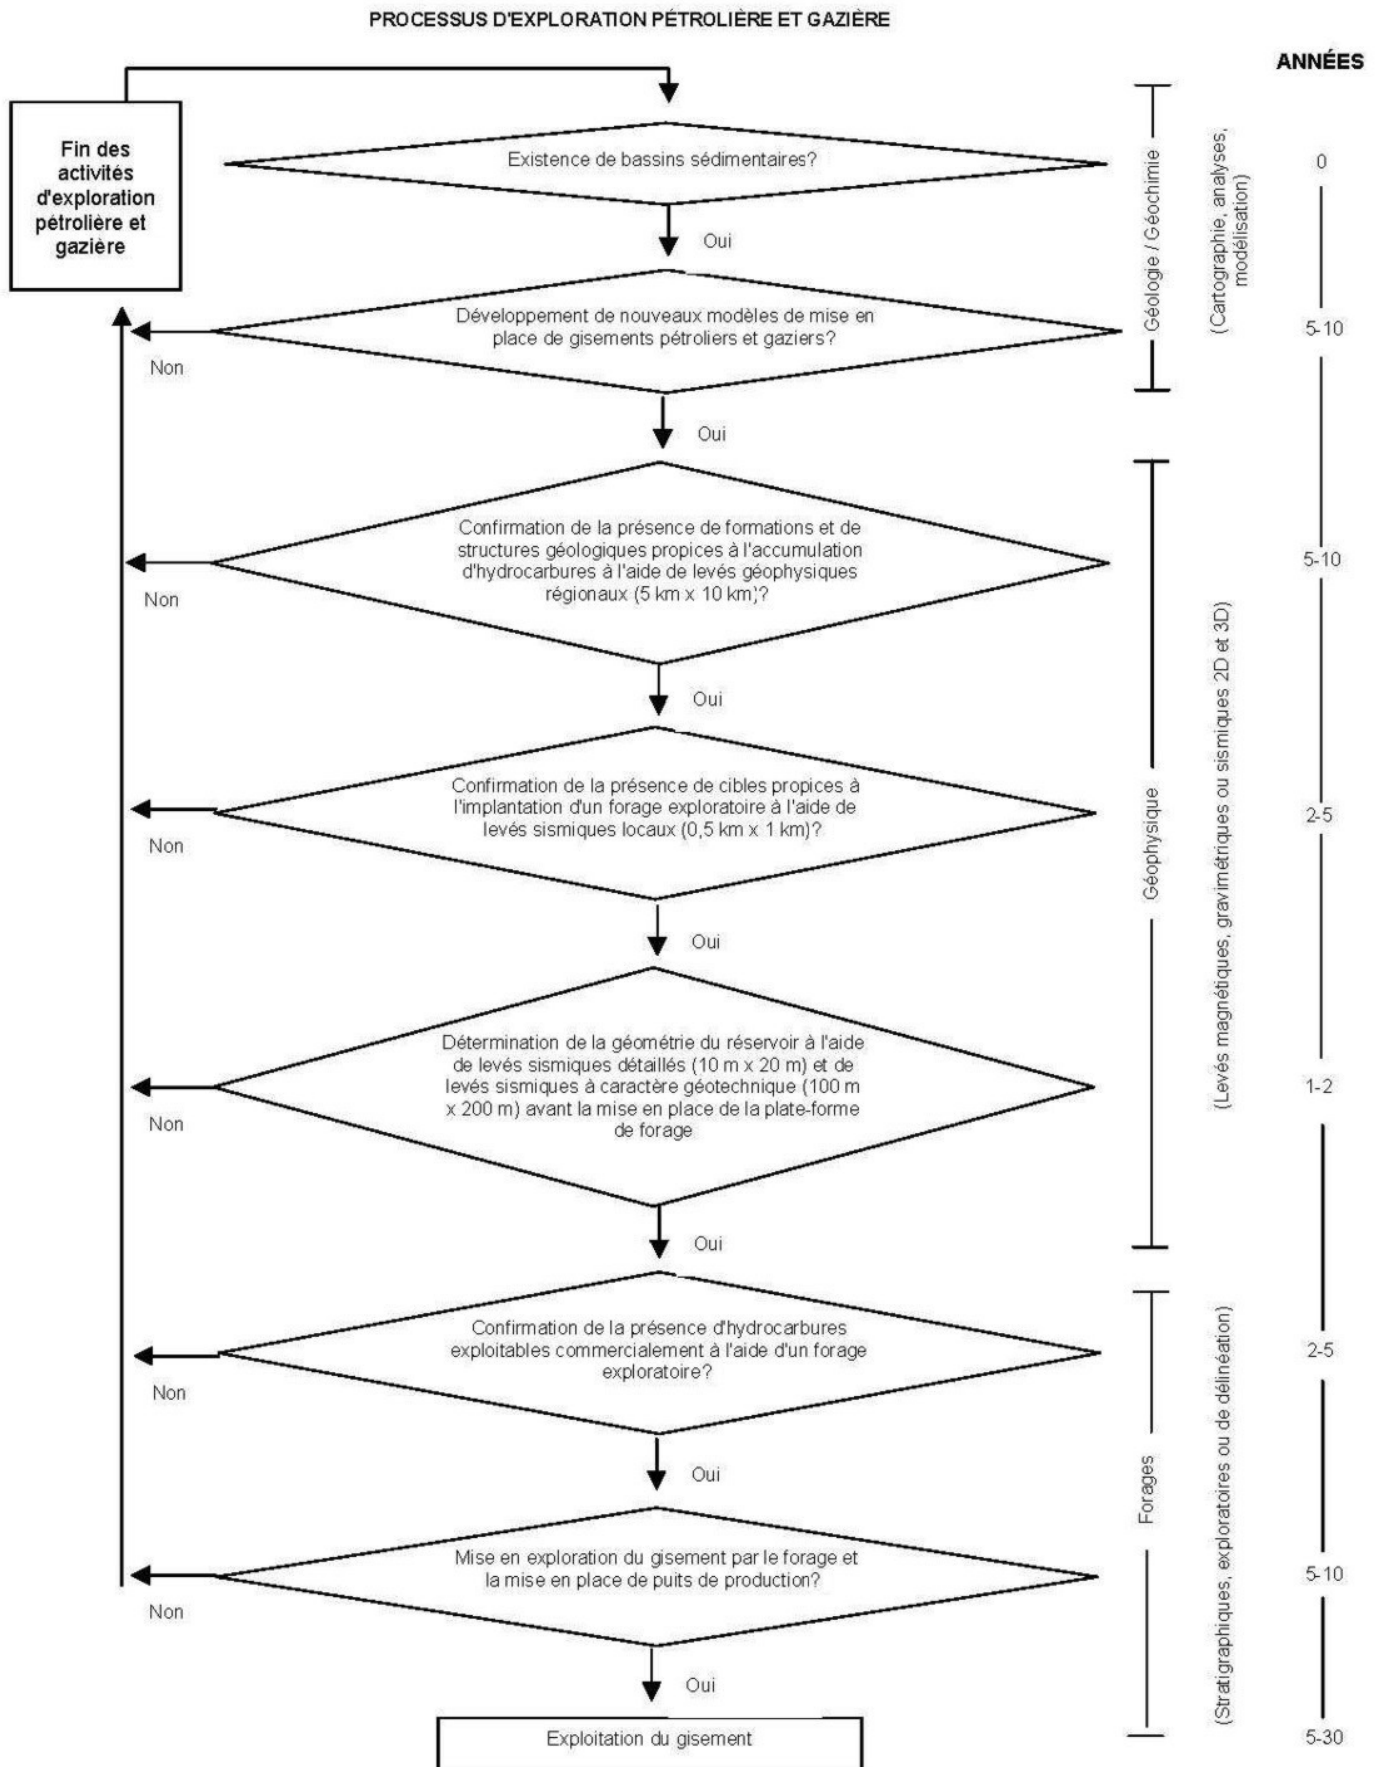 PROCESSUS D'EXPLORATION PÉTROLIÈRE ET GAZIÈRE
ANNÉES
Fin des
activités
d'exploration
pétrolière et
gazière
Existence de bassins sédimentaires?
0
Oui
Développement de nouveaux modèles de mise en
place de gisements pétroliers et gaziers?
5-10
Non
Oui
Géologie / Géochimie
(Cartographie, analyses,
modélisation)
Confirmation de la présence de formations et de
structures géologiques propices à l'accumulation
d'hydrocarbures à l'aide de levés géophysiques
régionaux (5 km x 10 km)?
5-10
Non
Oui
Confirmation de la présence de cibles propices à
l'implantation d'un forage exploratoire à l'aide de
levés sismiques locaux (0,5 km x 1 km)?
2-5
Non
Oui
Géophysique
(Levés magnétiques, gravimétriques ou sismiques 2D et 3D)
Détermination de la géométrie du réservoir à l'aide
de levés sismiques détaillés (10 m x 20 m) et de
levés sismiques à caractère géotechnique (100 m
x 200 m) avant la mise en place de la plate-forme
de forage
1-2
Non
Oui
Confirmation de la présence d'hydrocarbures
exploitables commercialement à l'aide d'un forage
exploratoire?
2-5
Non
Oui
Forages
(Stratigraphiques, exploratoires ou de délinéation)
Mise en exploration du gisement par le forage et
la mise en place de puits de production?
5-10
Non
Oui
Exploitation du gisement
5-30